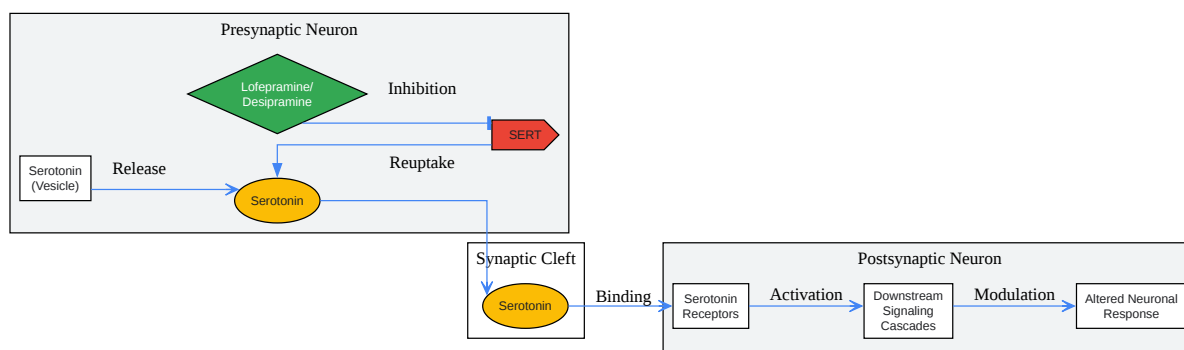 Presynaptic Neuron
Lofepramine/
Desipramine
Inhibition
SERT
Reuptake
Serotonin
(Vesicle)
Release
Serotonin
Synaptic Cleft
Serotonin
Binding
Postsynaptic Neuron
Serotonin
Receptors
Activation
Downstream
Signaling
Cascades
Modulation
Altered Neuronal
Response